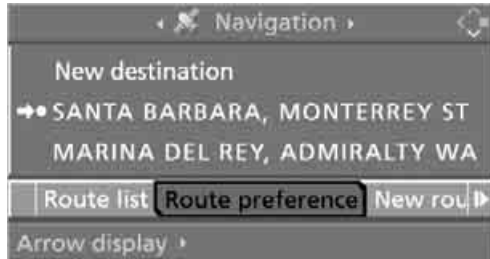 Navigation
New destination
SANTA BARBARA, MONTERREY ST
MARINA DEL REY, ADMIRALTY WA
Route list Route preference New rou
Arrow display